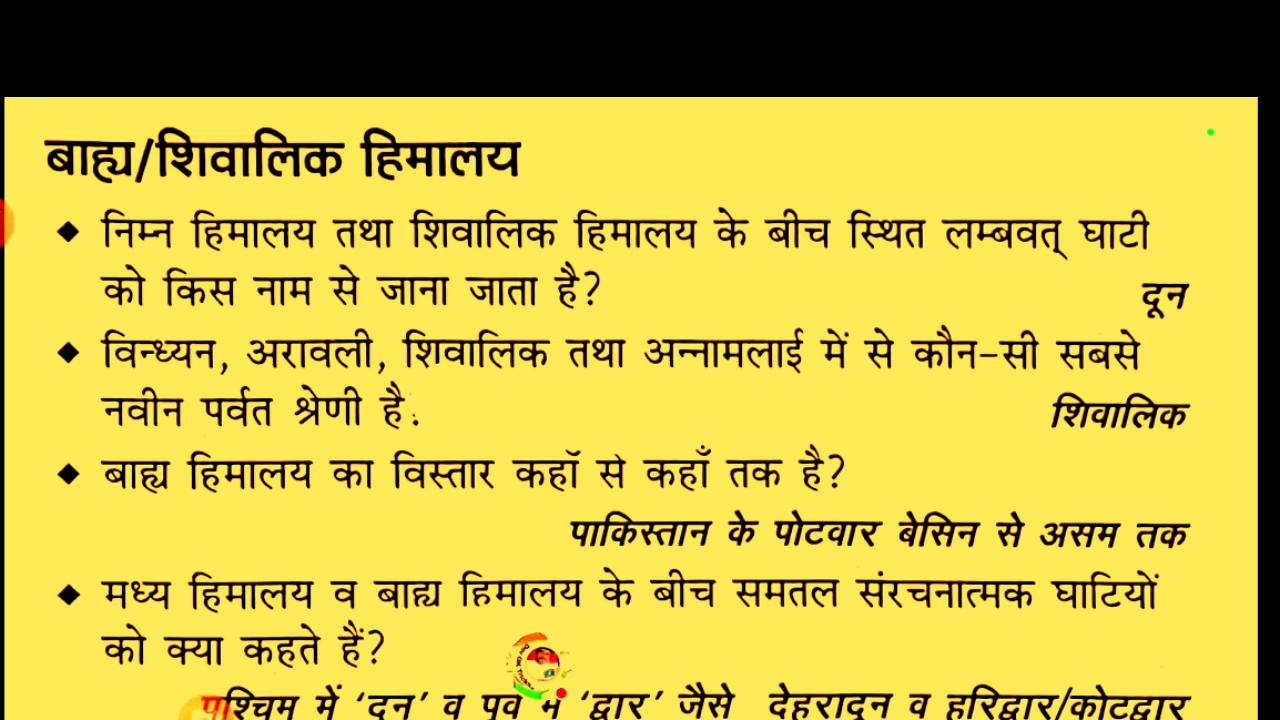 बाह्य/शिवालिक हिमालय
◆ निम्न हिमालय तथा शिवालिक हिमालय के बीच स्थित लम्बवत् घाटी
को किस नाम से जाना जाता है? दून
◆ विन्ध्यन, अरावली, शिवालिक तथा अन्नामलाई में से कौन-सी सबसे
नवीन पर्वत श्रेणी है. शिवालिक
◆ बाह्य हिमालय का विस्तार कहॉ से कहाँ तक है?
पाकिस्तान के पोटवार बेसिन से असम तक
◆ मध्य हिमालय व बाह्य हिमालय के बीच समतल संरचनात्मक घाटियों
को क्या कहते हैं?
पश्चिम में ‘दून’ व पूर्व में ‘द्वार’ जैसे देहरादून व हरिद्वार/कोटद्वार